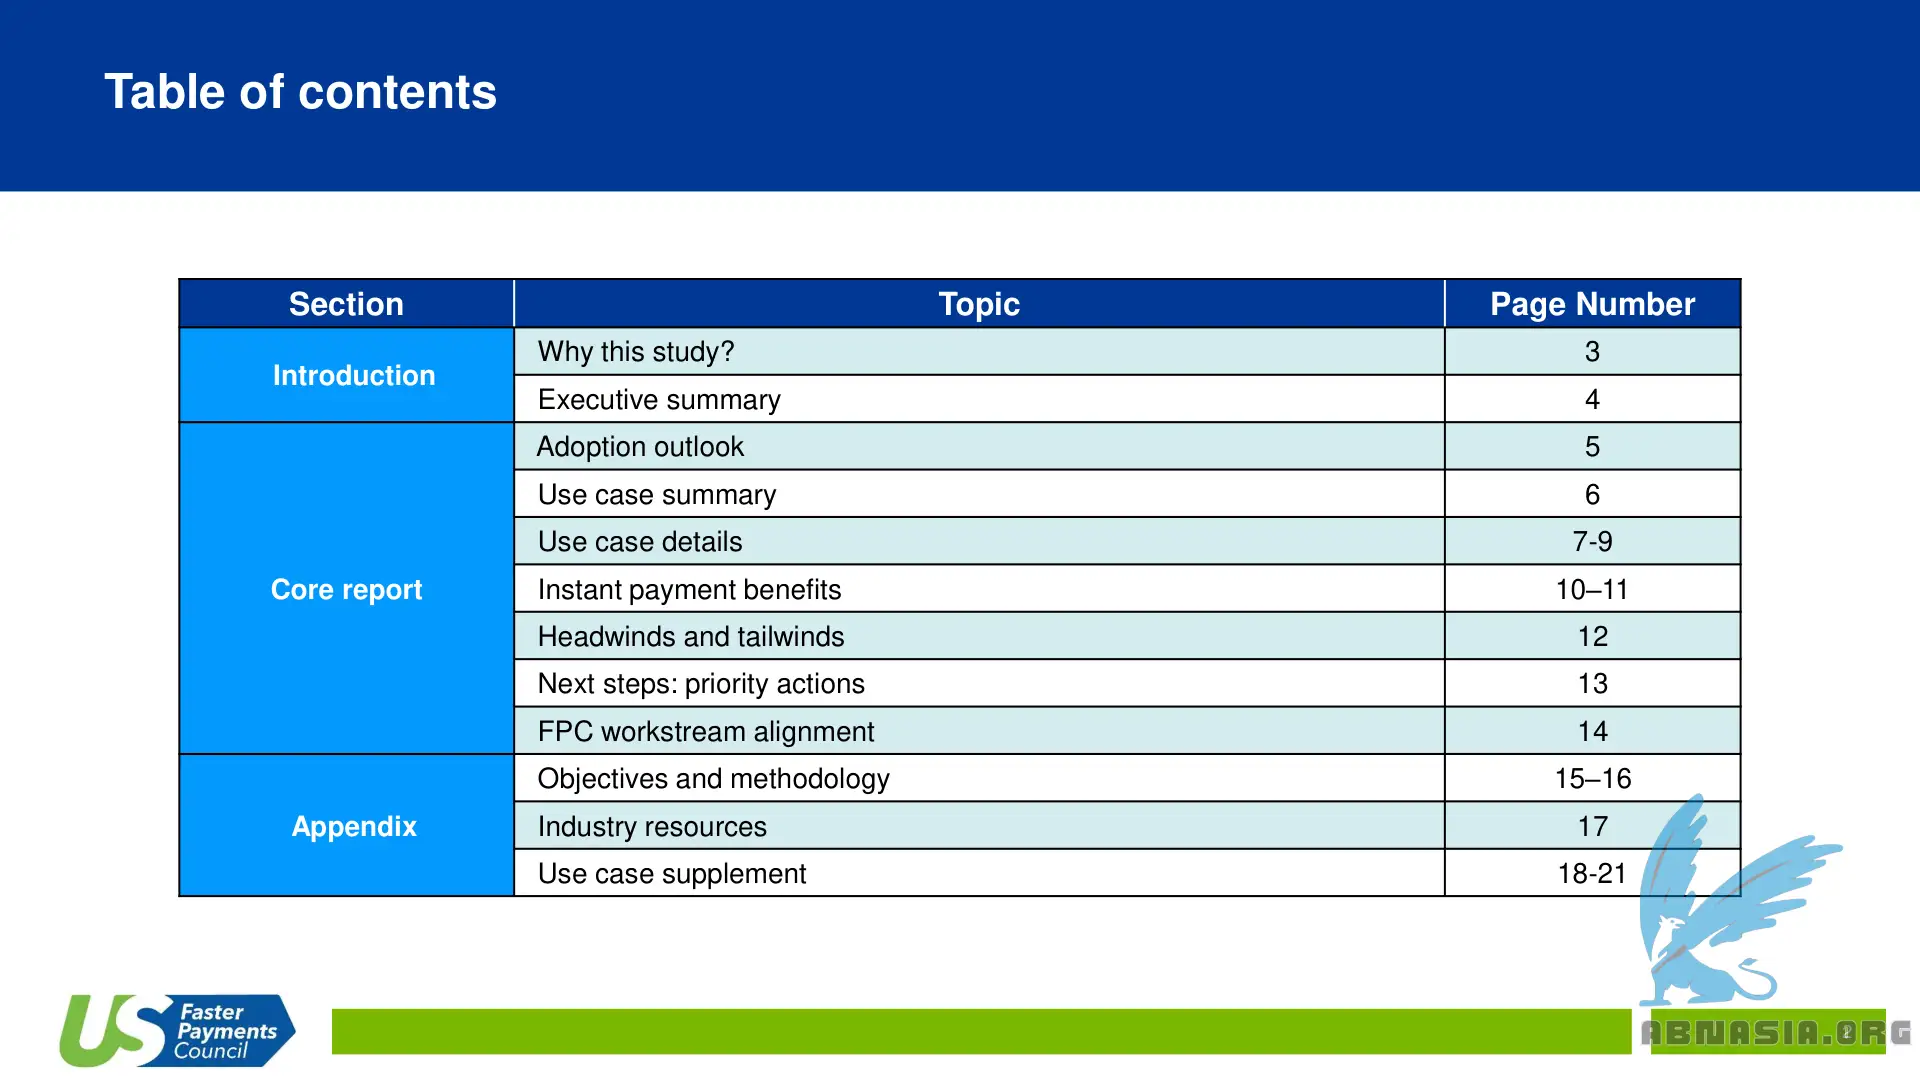 Table of contents
Section Topic Page Number
Introduction
Why this study? 3
Executive summary 4
Core report
Adoption outlook 5
Use case summary 6
Use case details 7-9
Instant payment benefits 10–11
Headwinds and tailwinds 12
Next steps: priority actions 13
FPC workstream alignment 14
Appendix
Objectives and methodology 15–16
Industry resources 17
Use case supplement 18-21
US Faster
Payments
Council
2
ABNASIA.ORG